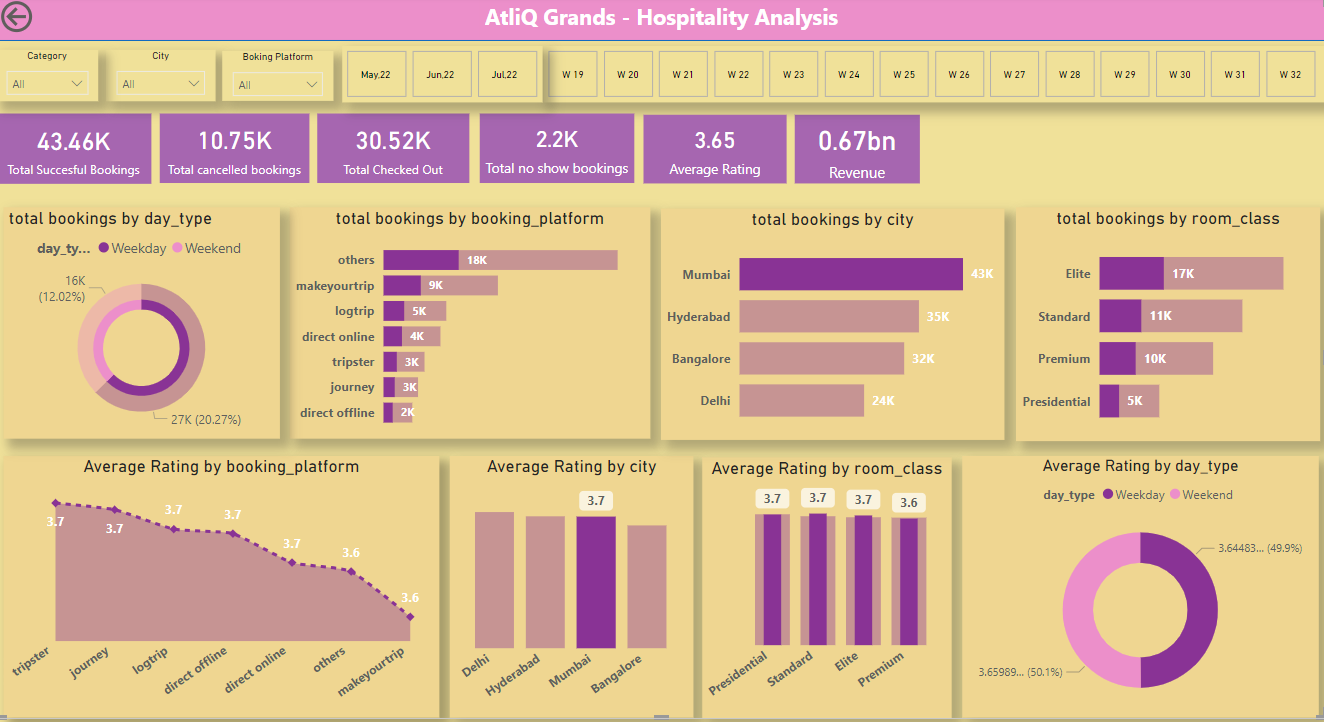 AtliQ Grands - Hospitality Analysis
Category
City
Boking Platform
All
All
All
May,22
Jun,22
Jul,22
W 19
W 20
W 21
W 22
W 23
W 24
W 25
W 26
W 27
W 28
W 29
W 30
W 31
W 32
43.46K
Total Succesful Bookings
10.75K
Total cancelled bookings
30.52K
Total Checked Out
2.2K
Total no show bookings
3.65
Average Rating
0.67bn
Revenue
total bookings by day_type
day_ty... Weekday Weekend
16K
(12.02%)
27K (20.27%)
total bookings by booking_platform
others 18K
makeyourtrip 9K
logtrip 5K
direct online 4K
tripster 3K
journey 3K
direct offline 2K
total bookings by city
Mumbai 43K
Hyderabad 35K
Bangalore 32K
Delhi 24K
total bookings by room_class
Elite 17K
Standard 11K
Premium 10K
Presidential 5K
Average Rating by booking_platform
3.7
3.7
3.7
3.7
3.7
3.6
3.6
tripster
journey
logtrip
direct offline
direct online
others
makeyourtrip
Average Rating by city
3.7
Delhi
Hyderabad
Mumbai
Bangalore
Average Rating by room_class
3.7
3.7
3.7
3.6
Presidential
Standard
Elite
Premium
Average Rating by day_type
day_type Weekday Weekend
3.64483... (49.9%)
3.65989... (50.1%)